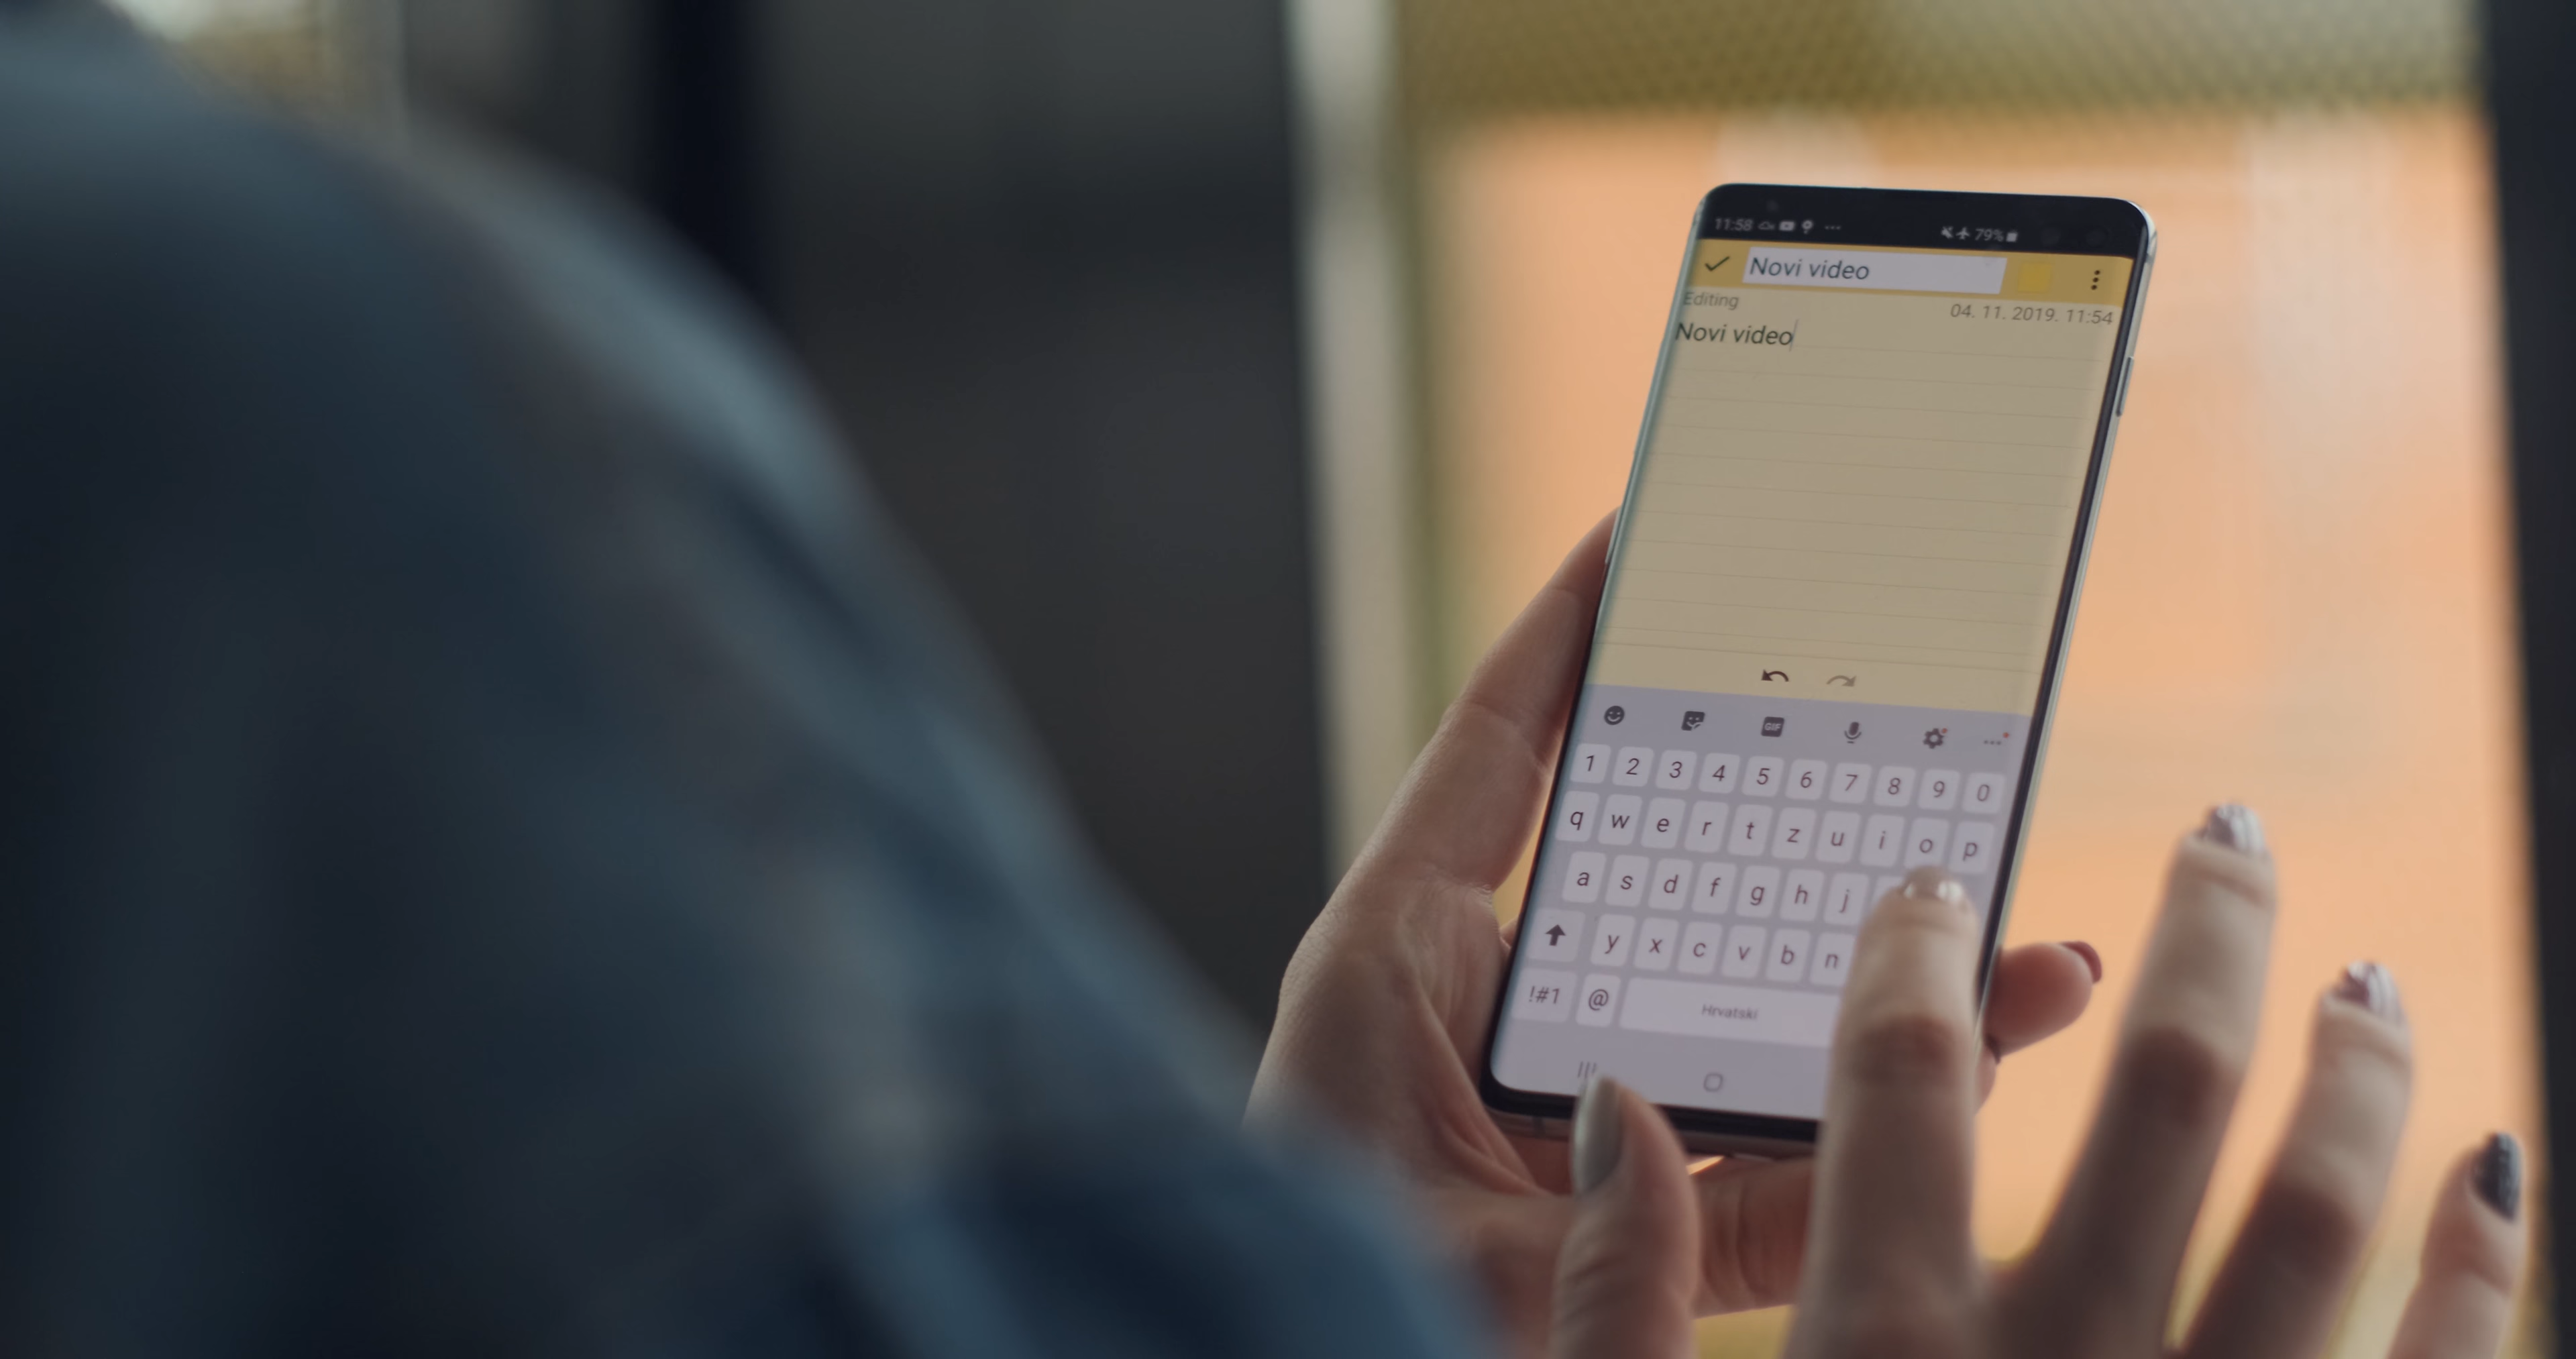 11:58 79%
Novi video
Editing
04. 11. 2019. 11:54
Novi video
GIF
1 2 3 4 5 6 7 8 9 0
q w e r t z u i o p
a s d f g h j
y x c v b n
!#1 @ Hrvatski